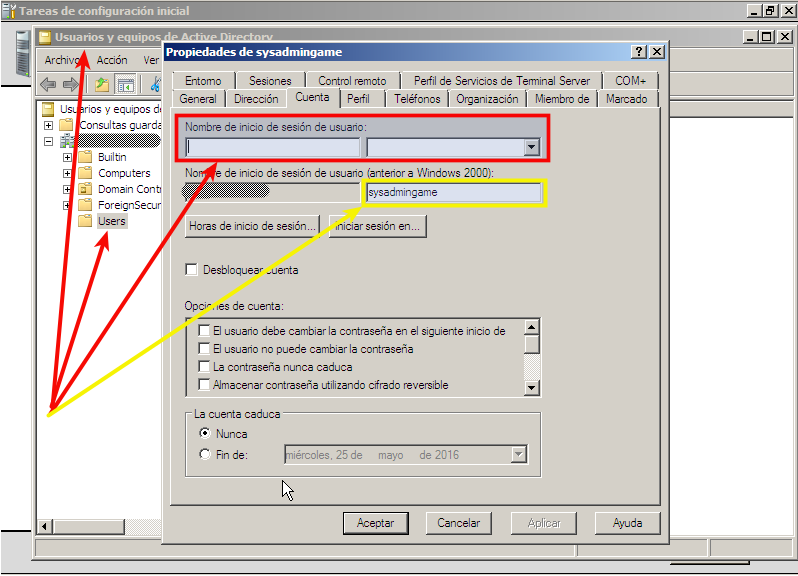 Tareas de configuración inicial
Usuarios y equipos de Active Directory
Archivo Acción Ver
Propiedades de sysadmingame
Entorno Sesiones Control remoto Perfil de Servicios de Terminal Server COM+
General Dirección Cuenta Perfil Teléfonos Organización Miembro de Marcado
Usuarios y equipos de
Consultas guarda
Builtin
Computers
Domain Contr
ForeignSecur
Users
Nombre de inicio de sesión de usuario:
Nombre de inicio de sesión de usuario (anterior a Windows 2000):
sysadmingame
Horas de inicio de sesión... Iniciar sesión en...
Desbloquear cuenta
Opciones de cuenta:
El usuario debe cambiar la contraseña en el siguiente inicio de
El usuario no puede cambiar la contraseña
La contraseña nunca caduca
Almacenar contraseña utilizando cifrado reversible
La cuenta caduca
Nunca
Fin de: miércoles, 25 de mayo de 2016
Aceptar Cancelar Aplicar Ayuda